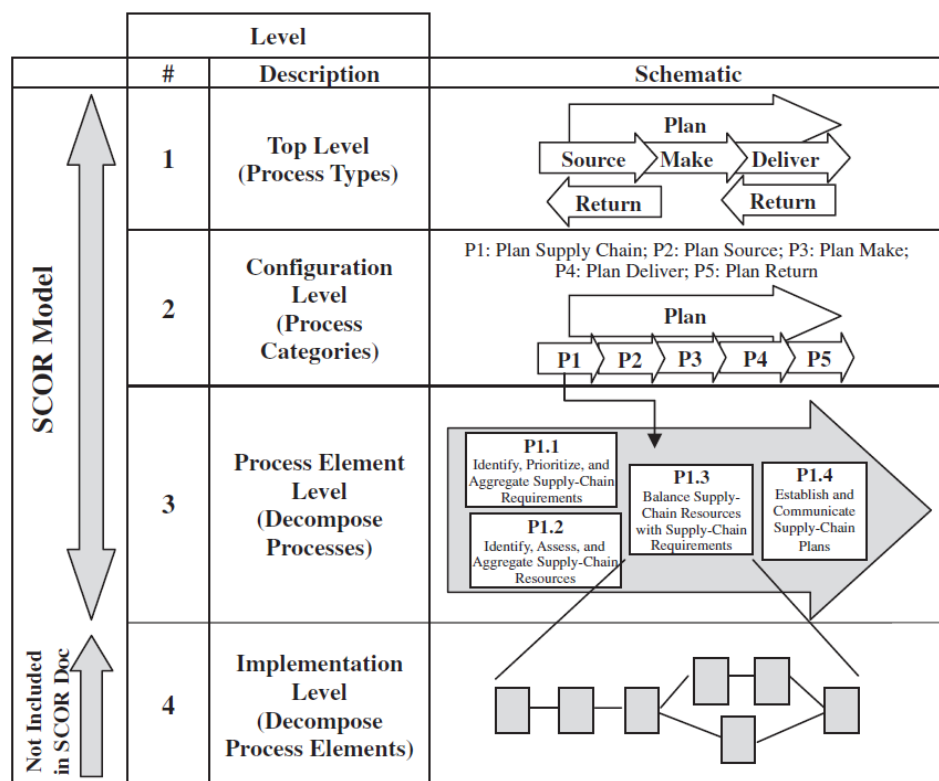 Level
#
Description
Schematic
SCOR Model
1
Top Level
(Process Types)
Plan
Source
Make
Deliver
Return
Return
2
Configuration
Level
(Process
Categories)
P1: Plan Supply Chain; P2: Plan Source; P3: Plan Make;
P4: Plan Deliver; P5: Plan Return
Plan
P1
P2
P3
P4
P5
3
Process Element
Level
(Decompose
Processes)
P1.1
Identify, Prioritize, and
Aggregate Supply-Chain
Requirements
P1.2
Identify, Assess, and
Aggregate Supply-Chain
Resources
P1.3
Balance Supply-
Chain Resources
with Supply-Chain
Requirements
P1.4
Establish and
Communicate
Supply-Chain
Plans
Not Included
in SCOR Doc
4
Implementation
Level
(Decompose
Process Elements)